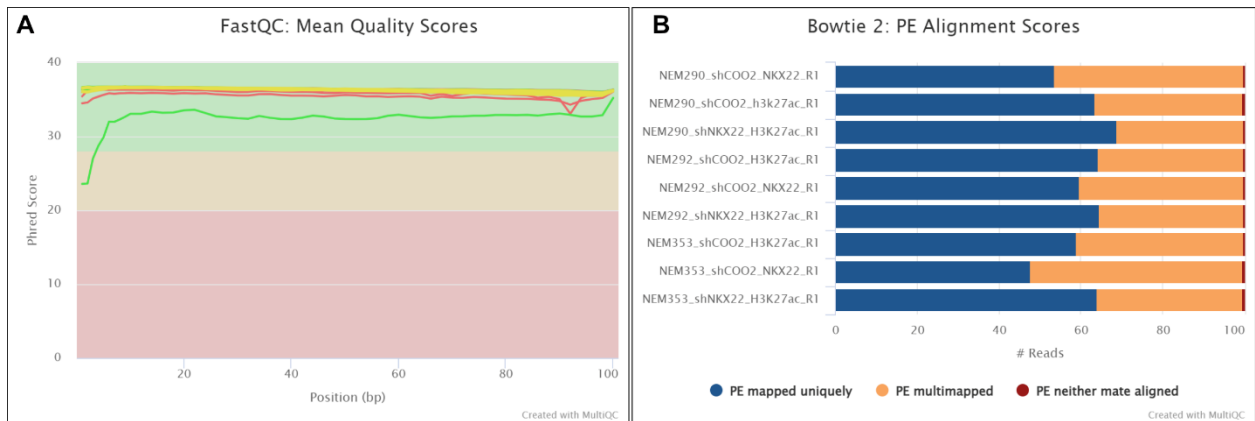 A
FastQC: Mean Quality Scores
40
30
20
10
0
Phred Score
20
40
60
80
100
Position (bp)
Created with MultiQC
B
Bowtie 2: PE Alignment Scores
NEM290_shCOO2_NKX22_R1
NEM290_shCOO2_h3k27ac_R1
NEM290_shNKX22_H3K27ac_R1
NEM292_shCOO2_H3K27ac_R1
NEM292_shCOO2_NKX22_R1
NEM292_shNKX22_H3K27ac_R1
NEM353_shCOO2_H3K27ac_R1
NEM353_shCOO2_NKX22_R1
NEM353_shNKX22_H3K27ac_R1
0
20
40
60
80
100
# Reads
PE mapped uniquely
PE multimapped
PE neither mate aligned
Created with MultiQC